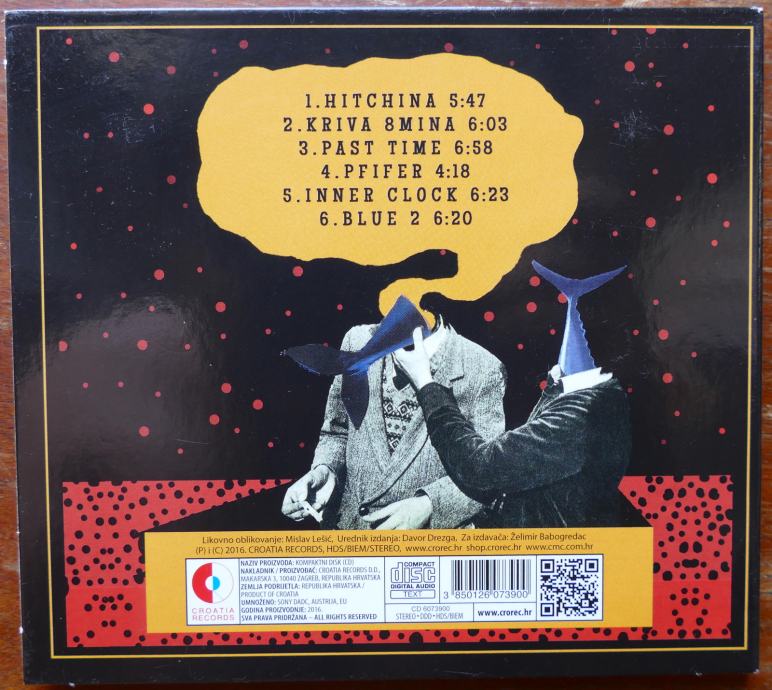 1.HITCHINA 5:47
2.KRIVA 8MINA 6:03
3.PAST TIME 6:58
4.PFIFER 4:18
5.INNER CLOCK 6:23
6.BLUE 2 6:20
Likovno oblikovanje: Mislav Lešić, Urednik izdanja: Davor Drezga, Za izdavača: Želimir Babogredac
(P) i (C) 2016. CROATIA RECORDS, HDS/BIEM/STEREO, www.crorec.hr shop.crorec.hr www.cmc.com.hr
CROATIA
RECORDS
NAZIV PROIZVODA: KOMPAKTNI DISK (CD)
NAKLADNIK / PROIZVOĐAČ: CROATIA RECORDS D.D.,
MAKARSKA 3, 10040 ZAGREB, REPUBLIKA HRVATSKA
ZEMLJA PODRIJETLA: REPUBLIKA HRVATSKA /
PRODUCT OF CROATIA
UMNOŽENO: SONY DADC, AUSTRIJA, EU
GODINA PROIZVODNJE: 2016.
SVA PRAVA PRIDRŽANA – ALL RIGHTS RESERVED
COMPACT
disc
DIGITAL AUDIO
TEXT
3 850126 073900
CD 6073900
STEREO • DDD • HDS/BIEM
www.crorec.hr